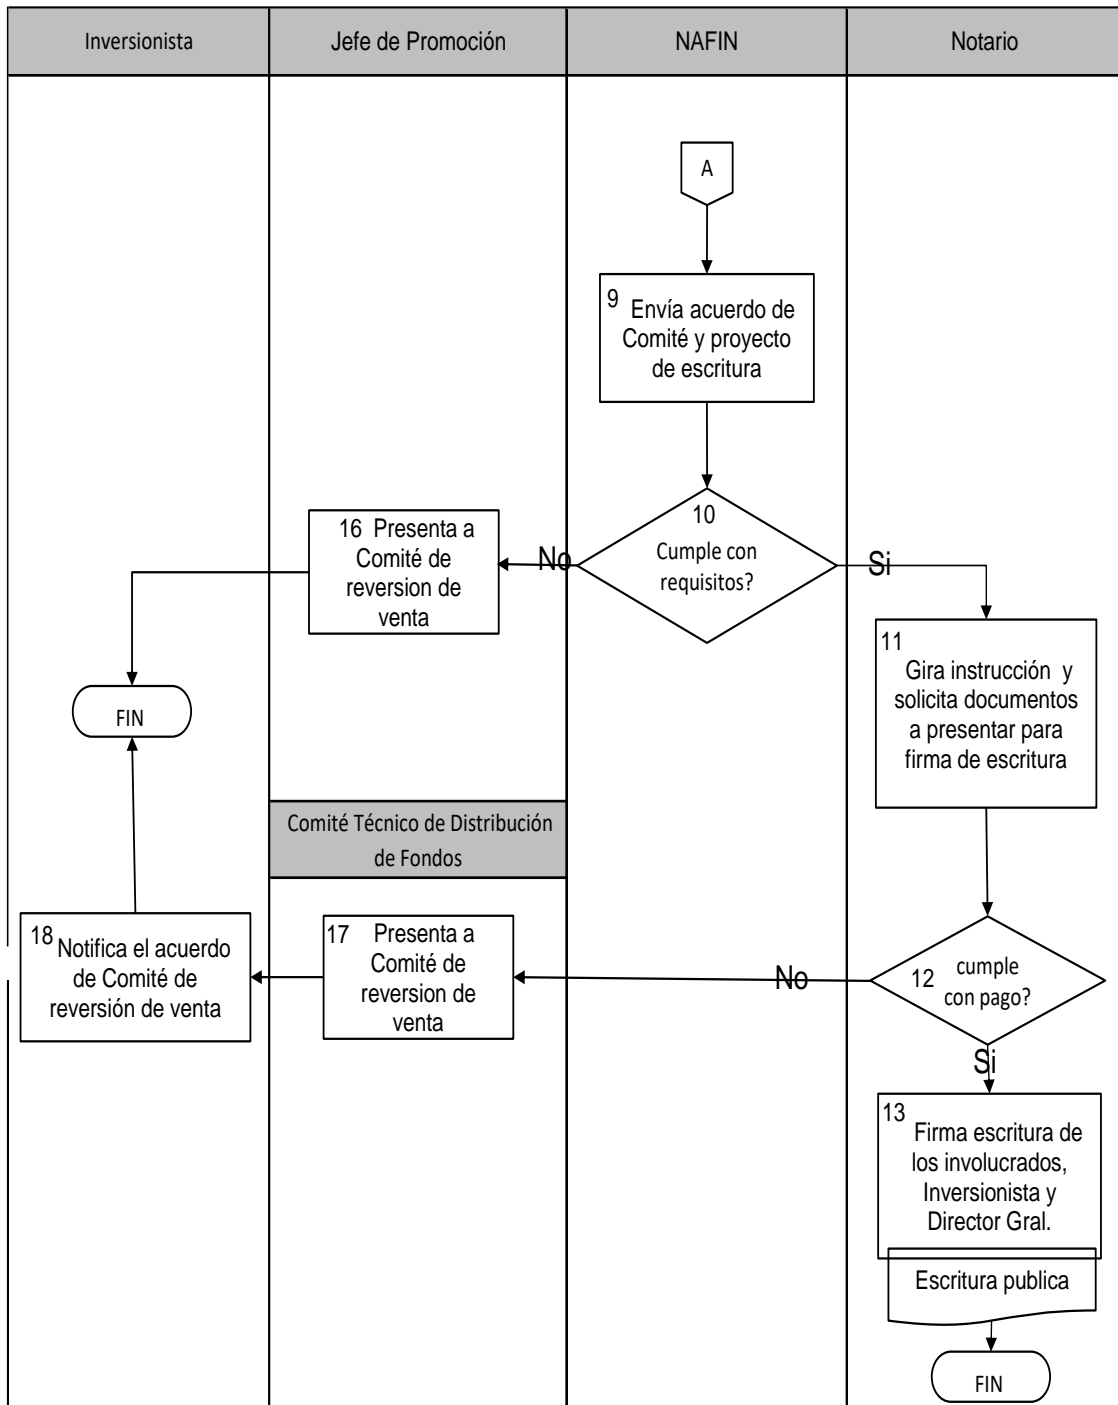 Inversionista
Jefe de Promoción
NAFIN
Notario
A
9 Envía acuerdo de
Comité y proyecto
de escritura
10
Cumple con
requisitos?
No
Si
16 Presenta a
Comité de
reversion de
venta
FIN
11
Gira instrucción y
solicita documentos
a presentar para
firma de escritura
Comité Técnico de Distribución
de Fondos
18 Notifica el acuerdo
de Comité de
reversión de venta
17 Presenta a
Comité de
reversion de
venta
No
12 cumple
con pago?
Si
13
Firma escritura de
los involucrados,
Inversionista y
Director Gral.
Escritura publica
FIN